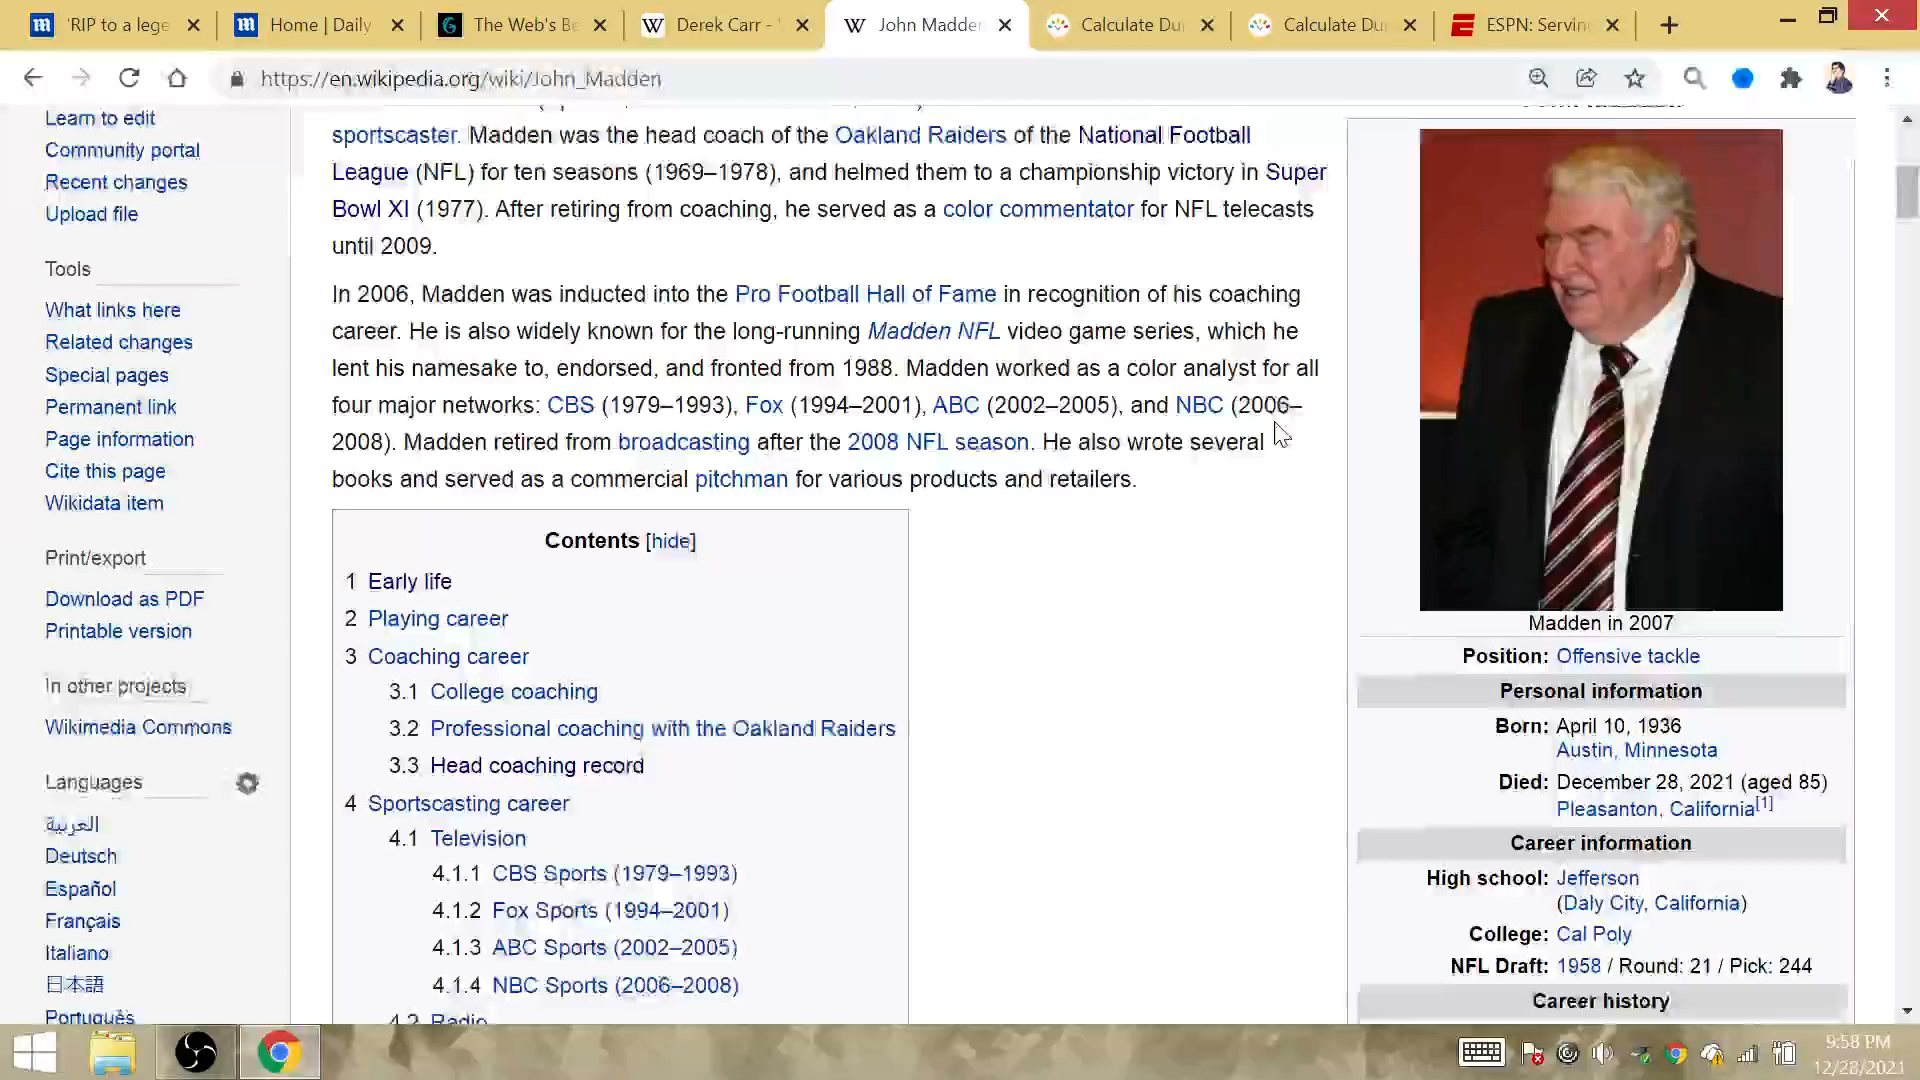 'RIP to a lege
Home | Daily
The Web's Be
Derek Carr -
John Madden
Calculate Du
Calculate Du
ESPN: Servin
https://en.wikipedia.org/wiki/John_Madden
Learn to edit
Community portal
Recent changes
Upload file
Tools
What links here
Related changes
Special pages
Permanent link
Page information
Cite this page
Wikidata item
Print/export
Download as PDF
Printable version
In other projects
Wikimedia Commons
Languages
العربية
Deutsch
Español
Français
Italiano
日本語
Português
sportscaster. Madden was the head coach of the Oakland Raiders of the National Football
League (NFL) for ten seasons (1969–1978), and helmed them to a championship victory in Super
Bowl XI (1977). After retiring from coaching, he served as a color commentator for NFL telecasts
until 2009.
In 2006, Madden was inducted into the Pro Football Hall of Fame in recognition of his coaching
career. He is also widely known for the long-running Madden NFL video game series, which he
lent his namesake to, endorsed, and fronted from 1988. Madden worked as a color analyst for all
four major networks: CBS (1979–1993), Fox (1994–2001), ABC (2002–2005), and NBC (2006–
2008). Madden retired from broadcasting after the 2008 NFL season. He also wrote several
books and served as a commercial pitchman for various products and retailers.
Contents [hide]
1 Early life
2 Playing career
3 Coaching career
3.1 College coaching
3.2 Professional coaching with the Oakland Raiders
3.3 Head coaching record
4 Sportscasting career
4.1 Television
4.1.1 CBS Sports (1979–1993)
4.1.2 Fox Sports (1994–2001)
4.1.3 ABC Sports (2002–2005)
4.1.4 NBC Sports (2006–2008)
4.2 Radio
Madden in 2007
Position: Offensive tackle
Personal information
Born: April 10, 1936
Austin, Minnesota
Died: December 28, 2021 (aged 85)
Pleasanton, California[1]
Career information
High school: Jefferson
(Daly City, California)
College: Cal Poly
NFL Draft: 1958 / Round: 21 / Pick: 244
Career history
9:58 PM
12/28/2021